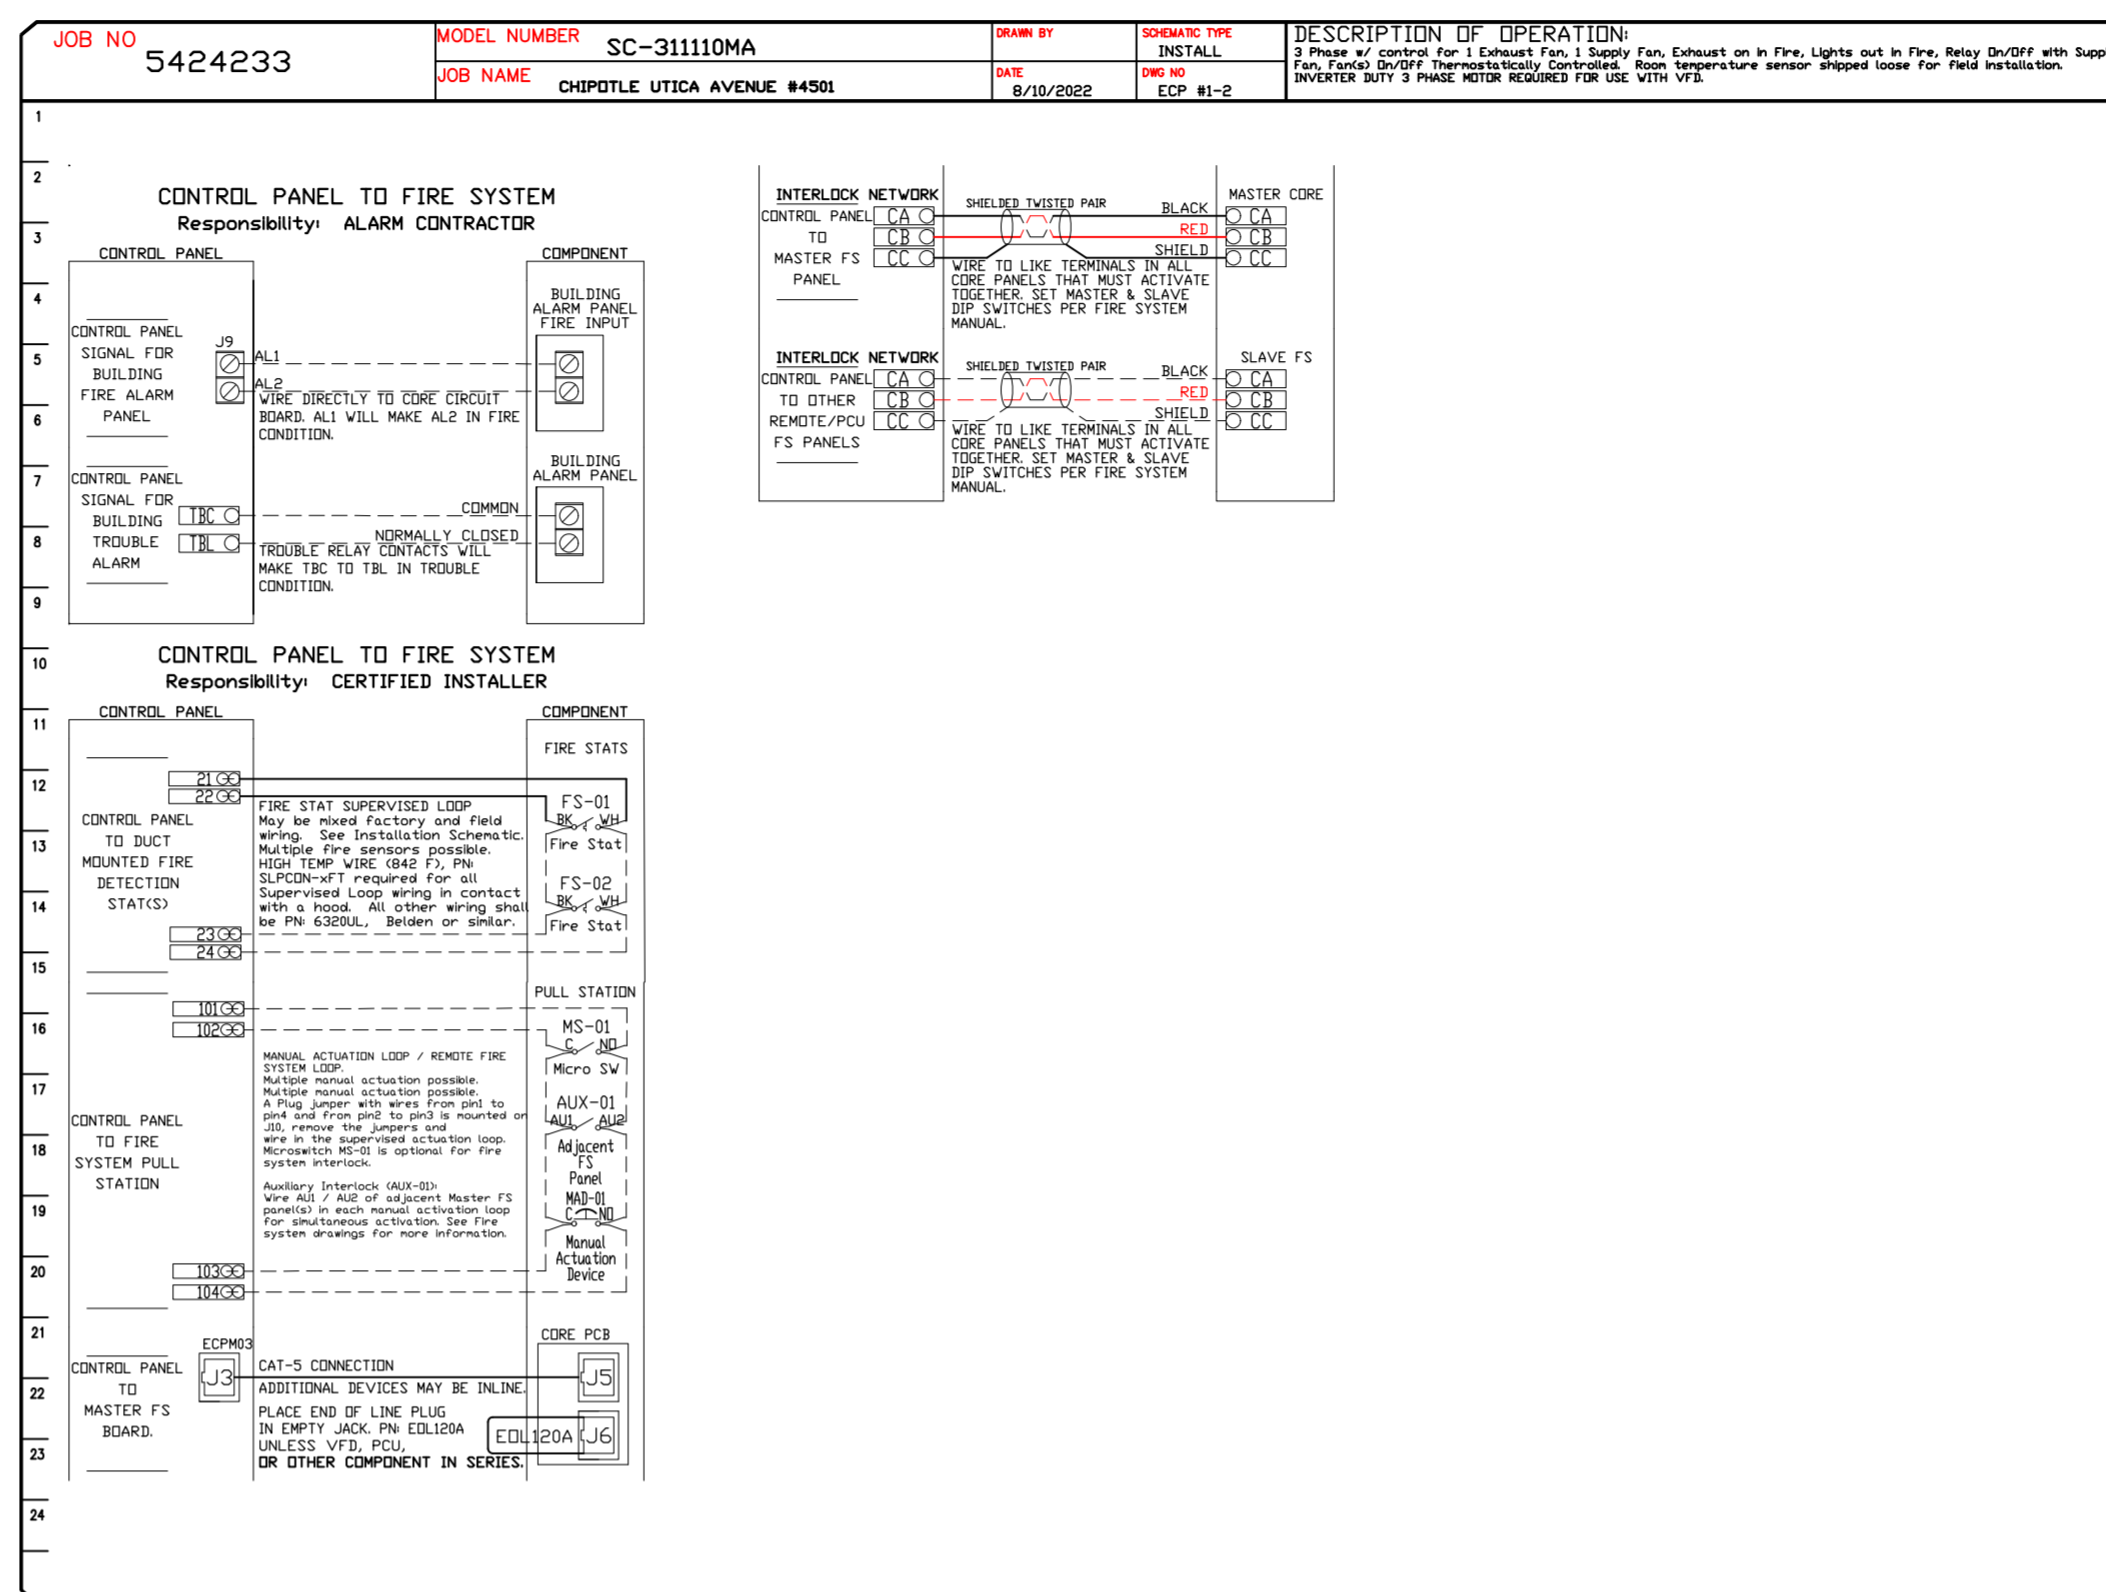 JOB NO
5424233
MODEL NUMBER
SC-311110MA
JOB NAME
CHIPOTLE UTICA AVENUE #4501
DRAWN BY
DATE
8/10/2022
SCHEMATIC TYPE
INSTALL
DWG NO
ECP #1-2
DESCRIPTION OF OPERATION:
3 Phase w/ control for 1 Exhaust Fan, 1 Supply Fan, Exhaust on in Fire, Lights out in Fire, Relay On/Off with Supp
Fan, Fan(s) On/Off Thermostatically Controlled. Room temperature sensor shipped loose for field installation.
INVERTER DUTY 3 PHASE MOTOR REQUIRED FOR USE WITH VFD.
1
2
3
4
5
6
7
8
9
10
11
12
13
14
15
16
17
18
19
20
21
22
23
24
CONTROL PANEL TO FIRE SYSTEM
Responsibility: ALARM CONTRACTOR
CONTROL PANEL
COMPONENT
CONTROL PANEL
SIGNAL FOR
BUILDING
FIRE ALARM
PANEL
J9
AL1
AL2
WIRE DIRECTLY TO CORE CIRCUIT
BOARD. AL1 WILL MAKE AL2 IN FIRE
CONDITION.
BUILDING
ALARM PANEL
FIRE INPUT
CONTROL PANEL
SIGNAL FOR
BUILDING
TROUBLE
ALARM
TBC
TBL
COMMON
NORMALLY CLOSED
TROUBLE RELAY CONTACTS WILL
MAKE TBC TO TBL IN TROUBLE
CONDITION.
BUILDING
ALARM PANEL
INTERLOCK NETWORK
CONTROL PANEL
TO
MASTER FS
PANEL
CA
CB
CC
SHIELDED TWISTED PAIR
BLACK
RED
SHIELD
WIRE TO LIKE TERMINALS IN ALL
CORE PANELS THAT MUST ACTIVATE
TOGETHER. SET MASTER & SLAVE
DIP SWITCHES PER FIRE SYSTEM
MANUAL.
MASTER CORE
CA
CB
CC
INTERLOCK NETWORK
CONTROL PANEL
TO OTHER
REMOTE/PCU
FS PANELS
CA
CB
CC
SHIELDED TWISTED PAIR
BLACK
RED
SHIELD
WIRE TO LIKE TERMINALS IN ALL
CORE PANELS THAT MUST ACTIVATE
TOGETHER. SET MASTER & SLAVE
DIP SWITCHES PER FIRE SYSTEM
MANUAL.
SLAVE FS
CA
CB
CC
CONTROL PANEL TO FIRE SYSTEM
Responsibility: CERTIFIED INSTALLER
CONTROL PANEL
COMPONENT
CONTROL PANEL
TO DUCT
MOUNTED FIRE
DETECTION
STAT(S)
21
22
23
24
FIRE STAT SUPERVISED LOOP
May be mixed factory and field
wiring. See Installation Schematic.
Multiple fire sensors possible.
HIGH TEMP WIRE (842 F), PN:
SLPCON-xFT required for all
Supervised Loop wiring in contact
with a hood. All other wiring shall
be PN: 6320UL, Belden or similar.
FIRE STATS
FS-01
BK WH
Fire Stat
FS-02
BK WH
Fire Stat
CONTROL PANEL
TO FIRE
SYSTEM PULL
STATION
101
102
103
104
MANUAL ACTUATION LOOP / REMOTE FIRE
SYSTEM LOOP.
Multiple manual actuation possible.
Multiple manual actuation possible.
A Plug jumper with wires from pin1 to
pin4 and from pin2 to pin3 is mounted on
J10, remove the jumpers and
wire in the supervised actuation loop.
Microswitch MS-01 is optional for fire
system interlock.
Auxiliary Interlock (AUX-01):
Wire AU1 / AU2 of adjacent Master FS
panel(s) in each manual activation loop
for simultaneous activation. See Fire
system drawings for more information.
PULL STATION
MS-01
C NO
Micro SW
AUX-01
AU1 AU2
Adjacent
FS
Panel
MAD-01
C NO
Manual
Actuation
Device
CONTROL PANEL
TO
MASTER FS
BOARD.
ECPM03
J3
CAT-5 CONNECTION
ADDITIONAL DEVICES MAY BE INLINE.
PLACE END OF LINE PLUG
IN EMPTY JACK. PN: EOL120A
UNLESS VFD, PCU,
OR OTHER COMPONENT IN SERIES.
CORE PCB
J5
EOL120A
J6